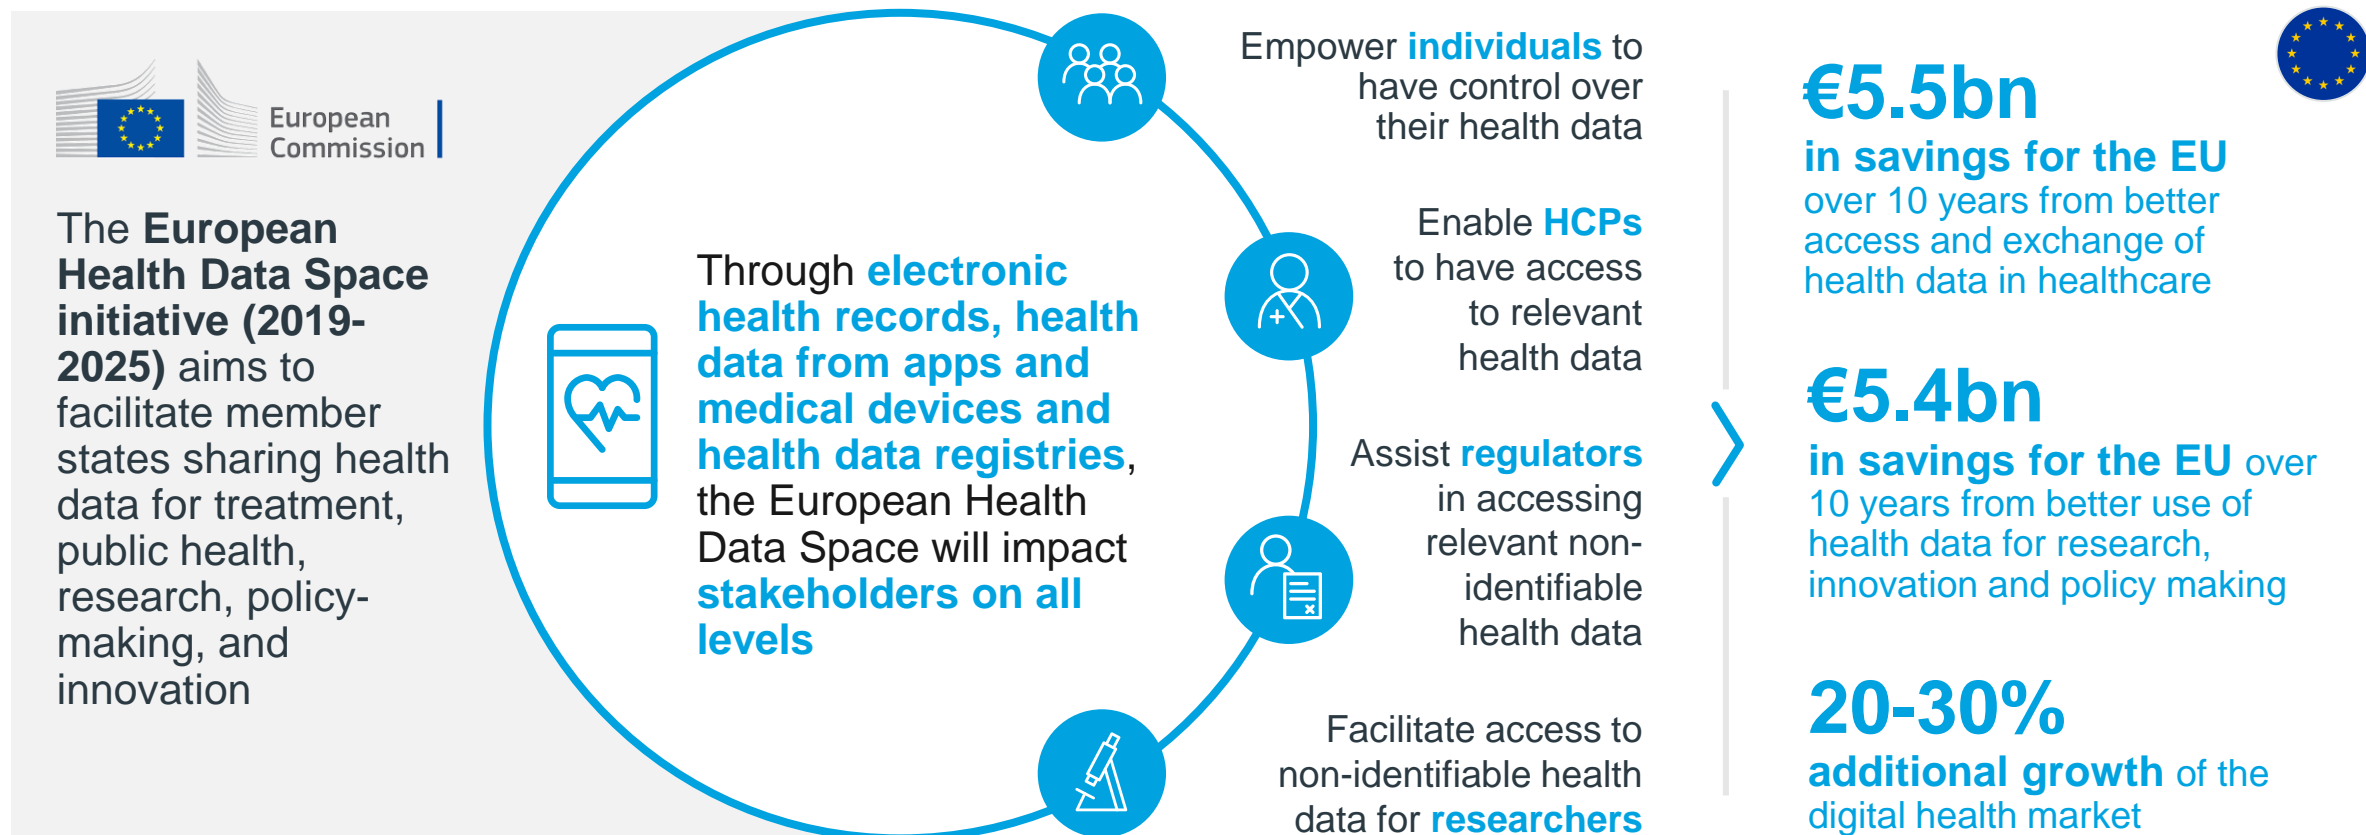 European
Commission
The European
Health Data Space
initiative (2019-
2025) aims to
facilitate member
states sharing health
data for treatment,
public health,
research, policy-
making, and
innovation
Through electronic
health records, health
data from apps and
medical devices and
health data registries,
the European Health
Data Space will impact
stakeholders on all
levels
Empower individuals to
have control over
their health data
Enable HCPs
to have access
to relevant
health data
Assist regulators
in accessing
relevant non-
identifiable
health data
Facilitate access to
non-identifiable health
data for researchers
€5.5bn
in savings for the EU
over 10 years from better
access and exchange of
health data in healthcare
€5.4bn
in savings for the EU over
10 years from better use of
health data for research,
innovation and policy making
20-30%
additional growth of the
digital health market